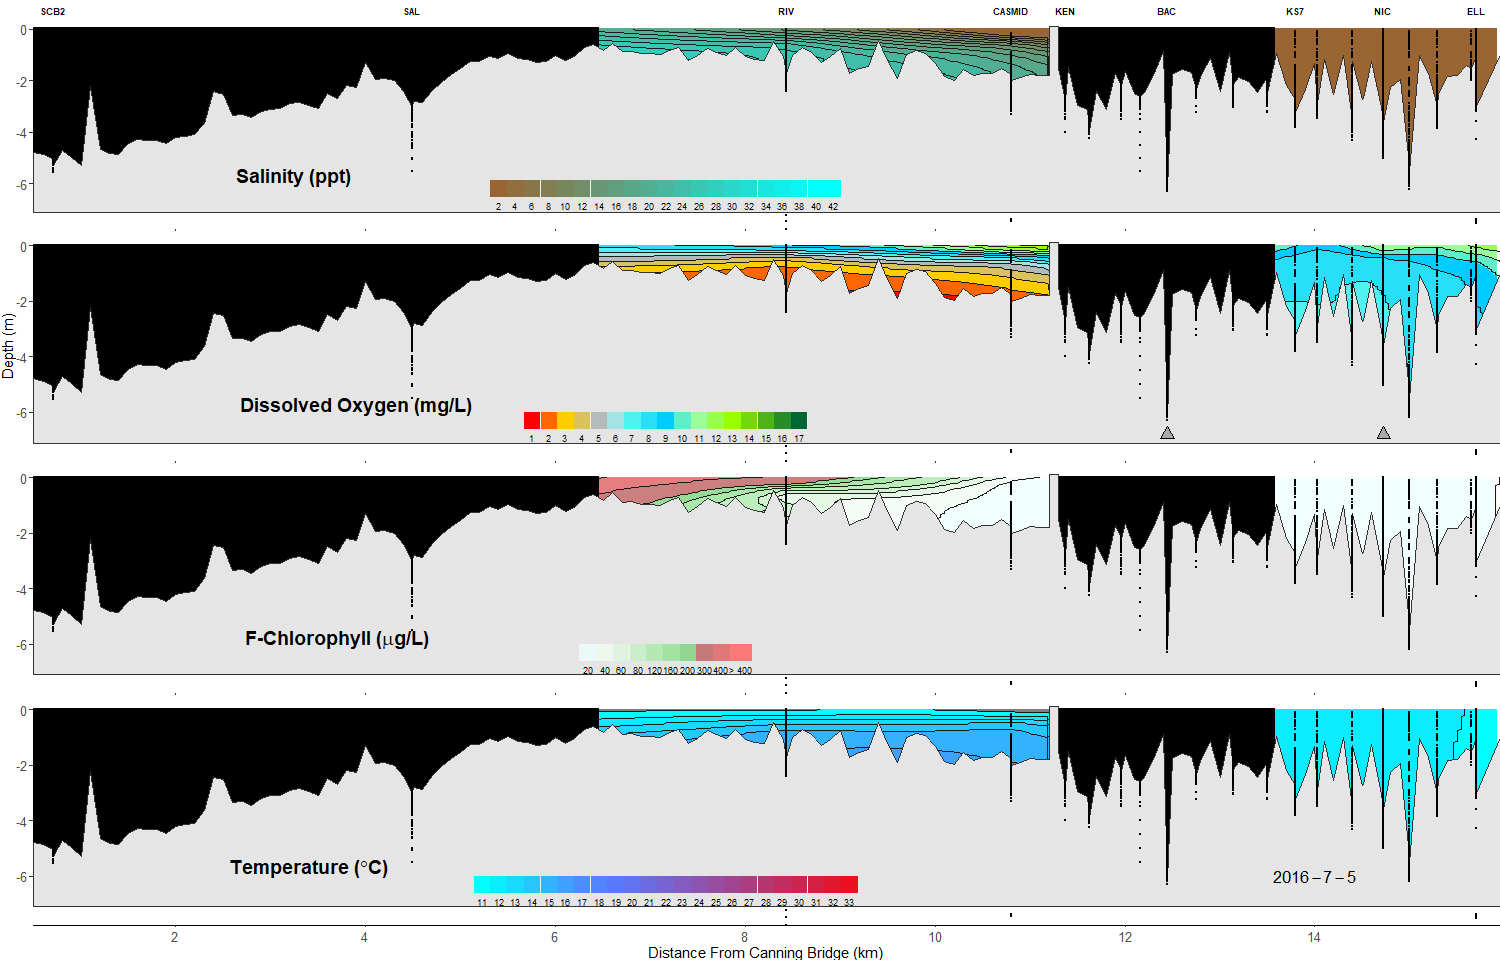 SCB2 SAL RIV CASMID KEN BAC KS7 NIC ELL
0
-2
-4
-6
Salinity (ppt)
2 4 6 8 10 12 14 16 18 20 22 24 26 28 30 32 34 36 38 40 42
0
-2
-4
-6
Dissolved Oxygen (mg/L)
1 2 3 4 5 6 7 8 9 10 11 12 13 14 15 16 17
Depth (m)
0
-2
-4
-6
F-Chlorophyll (µg/L)
20 40 60 80 120 160 200 300 400 > 400
0
-2
-4
-6
Temperature (°C)
2016 – 7 – 5
11 12 13 14 15 16 17 18 19 20 21 22 23 24 25 26 27 28 29 30 31 32 33
2 4 6 8 10 12 14
Distance From Canning Bridge (km)